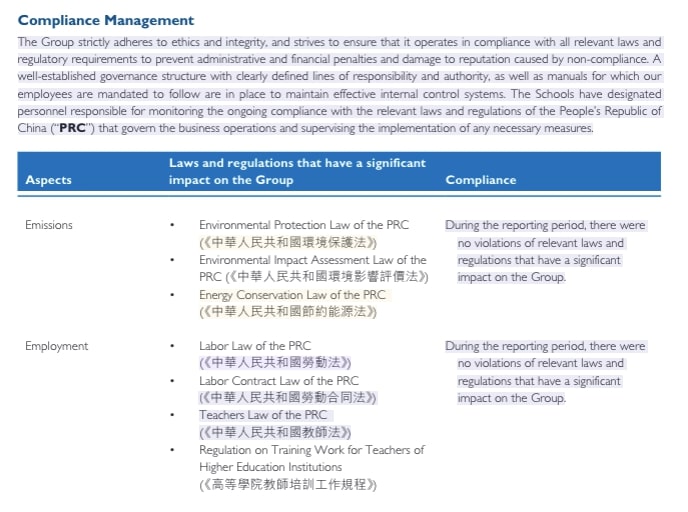 Compliance Management
The Group strictly adheres to ethics and integrity, and strives to ensure that it operates in compliance with all relevant laws and
regulatory requirements to prevent administrative and financial penalties and damage to reputation caused by non-compliance. A
well-established governance structure with clearly defined lines of responsibility and authority, as well as manuals for which our
employees are mandated to follow are in place to maintain effective internal control systems. The Schools have designated
personnel responsible for monitoring the ongoing compliance with the relevant laws and regulations of the People's Republic of
China ("PRC") that govern the business operations and supervising the implementation of any necessary measures.
Laws and regulations that have a significant
Aspects impact on the Group Compliance
Emissions • Environmental Protection Law of the PRC During the reporting period, there were
(《中華人民共和國環境保護法》) no violations of relevant laws and
• Environmental Impact Assessment Law of the regulations that have a significant
PRC (《中華人民共和國環境影響評價法》) impact on the Group.
• Energy Conservation Law of the PRC
(《中華人民共和國節約能源法》)
Employment • Labor Law of the PRC During the reporting period, there were
(《中華人民共和國勞動法》) no violations of relevant laws and
• Labor Contract Law of the PRC regulations that have a significant
(《中華人民共和國勞動合同法》) impact on the Group.
• Teachers Law of the PRC
(《中華人民共和國教師法》)
• Regulation on Training Work for Teachers of
Higher Education Institutions
(《高等學院教師培訓工作規程》)